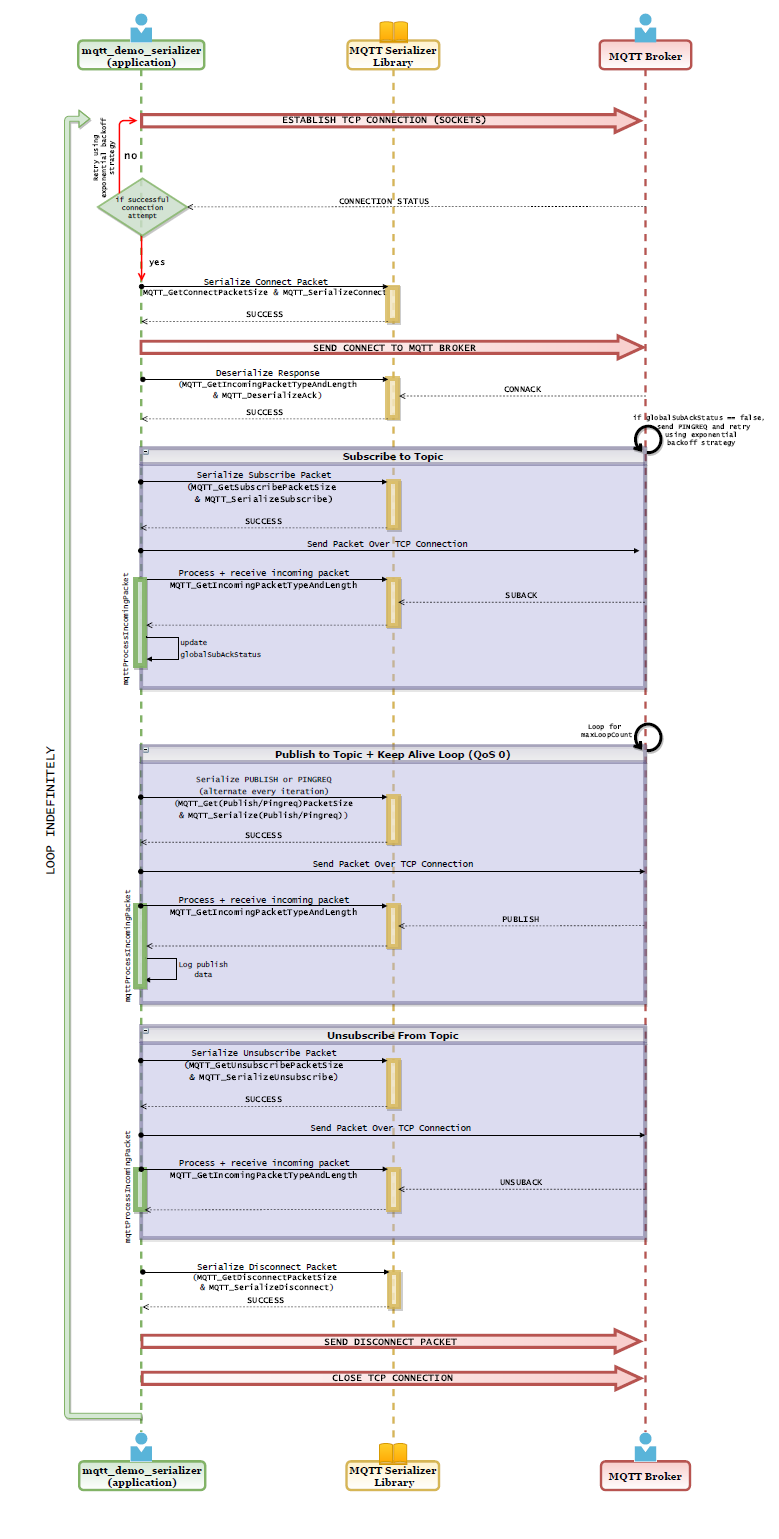 mqtt_demo_serializer
(application)
MQTT Serializer
Library
MQTT Broker
ESTABLISH TCP CONNECTION (SOCKETS)
Retry using
exponential backoff
strategy
no
if successful
connection
attempt
CONNECTION STATUS
yes
Serialize Connect Packet
MQTT_GetConnectPacketSize & MQTT_SerializeConnect
SUCCESS
SEND CONNECT TO MQTT BROKER
Deserialize Response
(MQTT_GetIncomingPacketTypeAndLength
& MQTT_DeserializeAck)
CONNACK
SUCCESS
if globalSubAckStatus == false,
send PINGREQ and retry
using exponential
backoff strategy
Subscribe to Topic
Serialize Subscribe Packet
(MQTT_GetSubscribePacketSize
& MQTT_SerializeSubscribe)
SUCCESS
Send Packet Over TCP Connection
mqttProcessIncomingPacket
Process + receive incoming packet
MQTT_GetIncomingPacketTypeAndLength
SUBACK
update
globalSubAckStatus
LOOP INDEFINITELY
Loop for
maxLoopCount
Publish to Topic + Keep Alive Loop (QoS 0)
Serialize PUBLISH or PINGREQ
(alternate every iteration)
(MQTT_Get(Publish/Pingreq)PacketSize
& MQTT_Serialize(Publish/Pingreq))
SUCCESS
Send Packet Over TCP Connection
mqttProcessIncomingPacket
Process + receive incoming packet
MQTT_GetIncomingPacketTypeAndLength
PUBLISH
Log publish
data
Unsubscribe From Topic
Serialize Unsubscribe Packet
(MQTT_GetUnsubscribePacketSize
& MQTT_SerializeUnsubscribe)
SUCCESS
Send Packet Over TCP Connection
mqttProcessIncomingPacket
Process + receive incoming packet
MQTT_GetIncomingPacketTypeAndLength
UNSUBACK
Serialize Disconnect Packet
(MQTT_GetDisconnectPacketSize
& MQTT_SerializeDisconnect)
SUCCESS
SEND DISCONNECT PACKET
CLOSE TCP CONNECTION
mqtt_demo_serializer
(application)
MQTT Serializer
Library
MQTT Broker